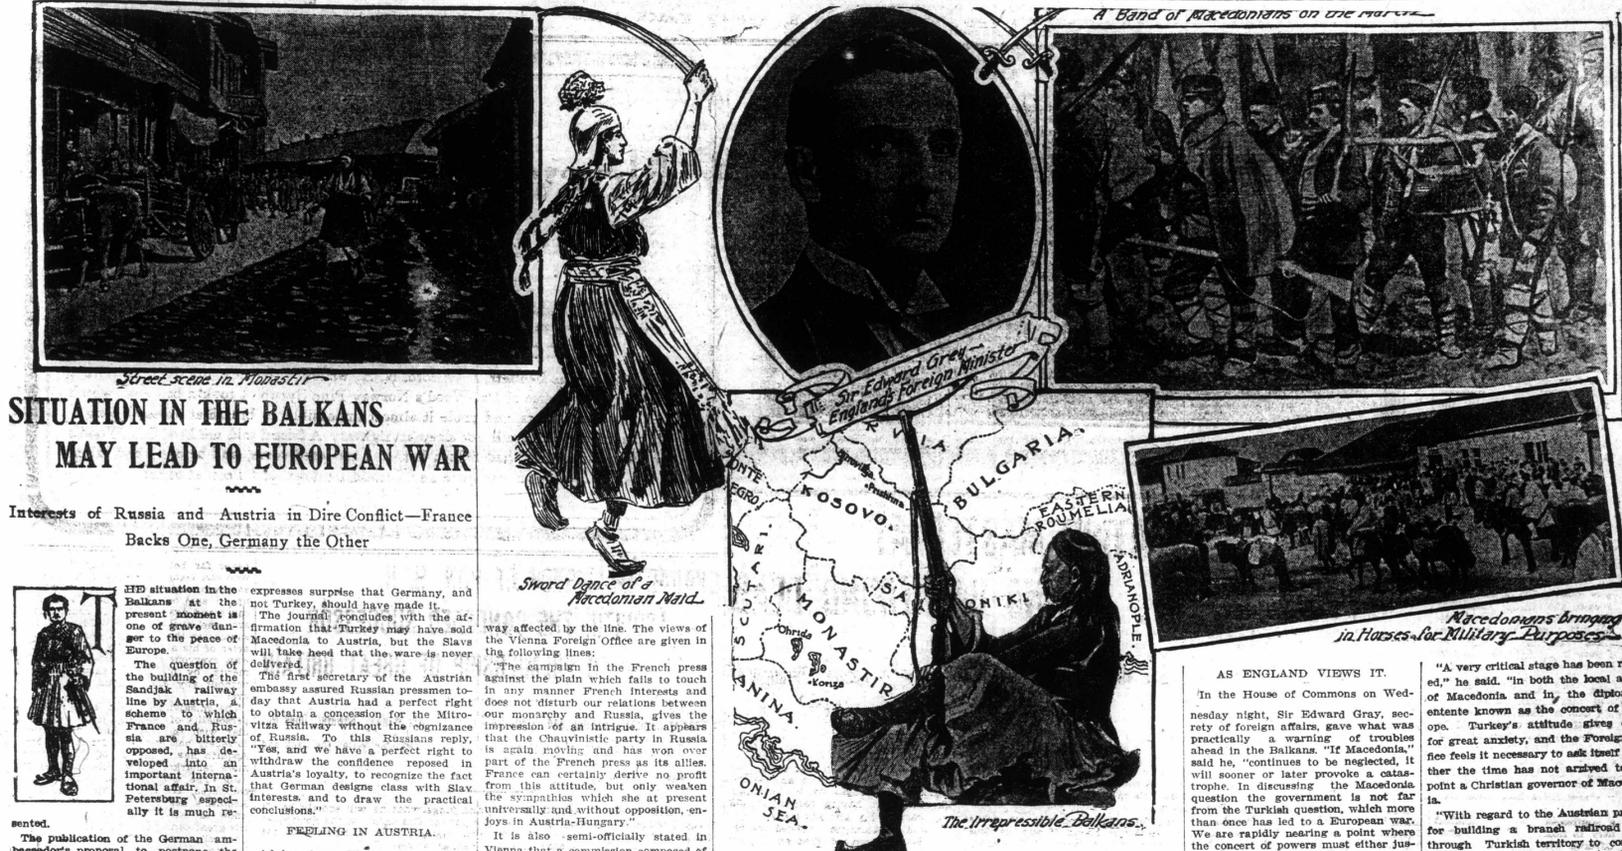 A Band of Macedonians on the March
Street scene in Monastir
Sir Edward Grey—
England's Foreign Minister
SITUATION IN THE BALKANS
MAY LEAD TO EUROPEAN WAR
Interests of Russia and Austria in Dire Conflict—France
Backs One, Germany the Other
THE situation in the
Balkans at the
present moment is
one of grave dan-
ger to the peace of
Europe.
The question of
the building of the
Sandjak railway
line by Austria, a
scheme to which
France and Rus-
sia are bitterly
opposed, has de-
veloped into an
important interna-
tional affair. In St.
Petersburg especi-
ally it is much re-
sented.
The publication of the German am-
bassador's proposal to postpone the
expresses surprise that Germany, and
not Turkey, should have made it.
The journal concludes with the af-
firmation that Turkey may have sold
Macedonia to Austria, but the Slavs
will take heed that the ware is never
delivered.
The first secretary of the Austrian
embassy assured Russian pressmen to-
day that Austria had a perfect right
to obtain a concession for the Mitro-
vitza Railway without the cognizance
of Russia. To this Russians reply,
"Yes, and we have a perfect right to
withdraw the confidence reposed in
Austria's loyalty, to recognize the fact
that German designs class with Slav
interests, and to draw the practical
conclusions."
FEELING IN AUSTRIA.
Sword Dance of a
Macedonian Maid
way affected by the line. The views of
the Vienna Foreign Office are given in
the following lines:
"The campaign in the French press
against the plain which fails to touch
in any manner French interests and
does not disturb our relations between
our monarchy and Russia, gives the
impression of an intrigue. It appears
that the Chauvinistic party in Russia
is again moving and has won over
part of the French press as its allies.
France can certainly derive no profit
from this attitude, but only weaken
the sympathies which she at present
universally and without opposition, en-
joys in Austria-Hungary."
It is also semi-officially stated in
Vienna that a commission composed of
RVIA
BULGARIA
ONTE
EGRO
KOSOVO
Prishtina
EASTERN
ROUMELIA
SCUTARI
SA
ONIKI
ADRIANOPLE
MONASTIR
Ohrida
Koriza
ANINA
ONIAN
SEA
The Irrepressible Balkans
Macedonians bringing
in Horses for Military Purposes
AS ENGLAND VIEWS IT.
In the House of Commons on Wed-
nesday night, Sir Edward Gray, sec-
rety of foreign affairs, gave what was
practically a warning of troubles
ahead in the Balkans. "If Macedonia,"
said he, "continues to be neglected, it
will sooner or later provoke a catas-
trophe. In discussing the Macedonia
question the government is not far
from the Turkish question, which more
than once has led to a European war.
We are rapidly nearing a point where
the concert of powers must either jus-
"A very critical stage has been r
ed," he said. "in both the local a
of Macedonia and in the diplo
entente known as the concert of
ope. Turkey's attitude gives
for great anxiety, and the Foreig
fice feels it necessary to ask itself
ther the time has not arrived to
point a Christian governor of Mac
ia.
"With regard to the Austrian p
for building a branch railroad
through Turkish territory to